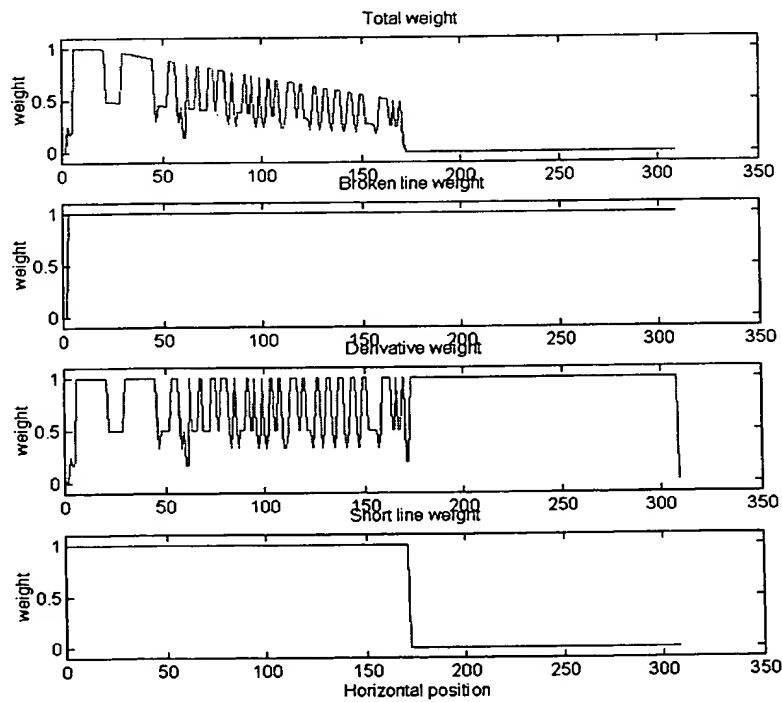 Total weight
weight
1
0.5
0
0 50 100 150 200 250 300 350
Broken line weight
weight
1
0.5
0
0 50 100 150 200 250 300 350
Derivative weight
weight
1
0.5
0
0 50 100 150 200 250 300 350
Short line weight
weight
1
0.5
0
0 50 100 150 200 250 300 350
Horizontal position